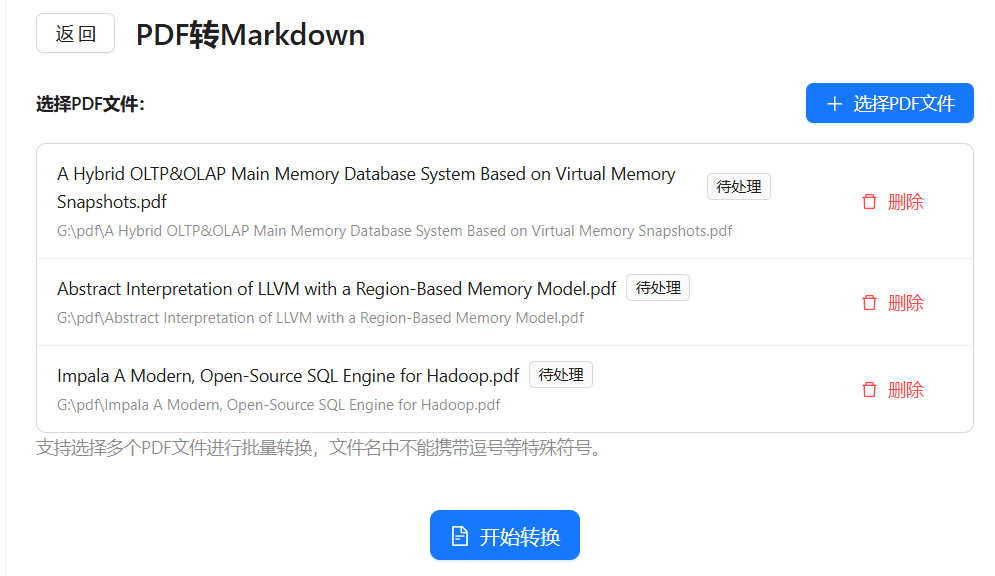 返 回
PDF转Markdown
选择PDF文件:
选择PDF文件
A Hybrid OLTP&OLAP Main Memory Database System Based on Virtual Memory
Snapshots.pdf
待处理
G:\pdf\A Hybrid OLTP&OLAP Main Memory Database System Based on Virtual Memory Snapshots.pdf
删除
Abstract Interpretation of LLVM with a Region-Based Memory Model.pdf
待处理
G:\pdf\Abstract Interpretation of LLVM with a Region-Based Memory Model.pdf
删除
Impala A Modern, Open-Source SQL Engine for Hadoop.pdf
待处理
G:\pdf\Impala A Modern, Open-Source SQL Engine for Hadoop.pdf
删除
支持选择多个PDF文件进行批量转换，文件名中不能携带逗号等特殊符号。
开始转换